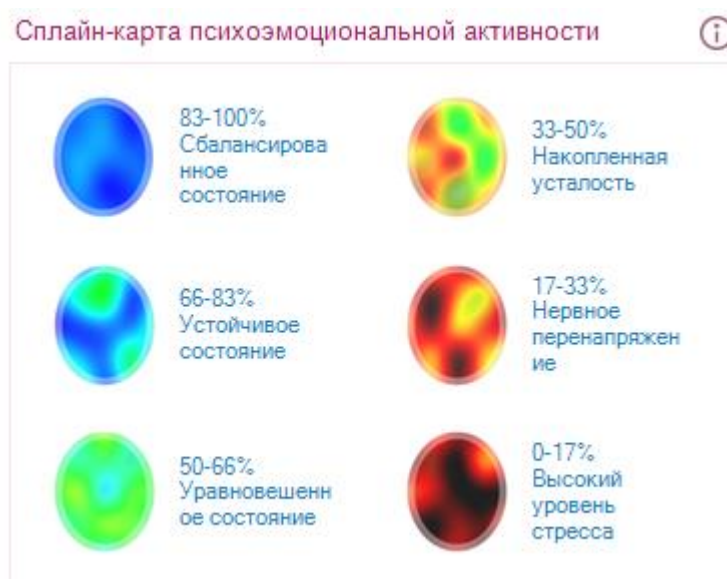 Сплайн-карта психоэмоциональной активности
83-100%
Сбалансирова
нное
состояние
33-50%
Накопленная
усталость
66-83%
Устойчивое
состояние
17-33%
Нервное
перенапряжен
ие
50-66%
Уравновешенн
ое состояние
0-17%
Высокий
уровень
стресса